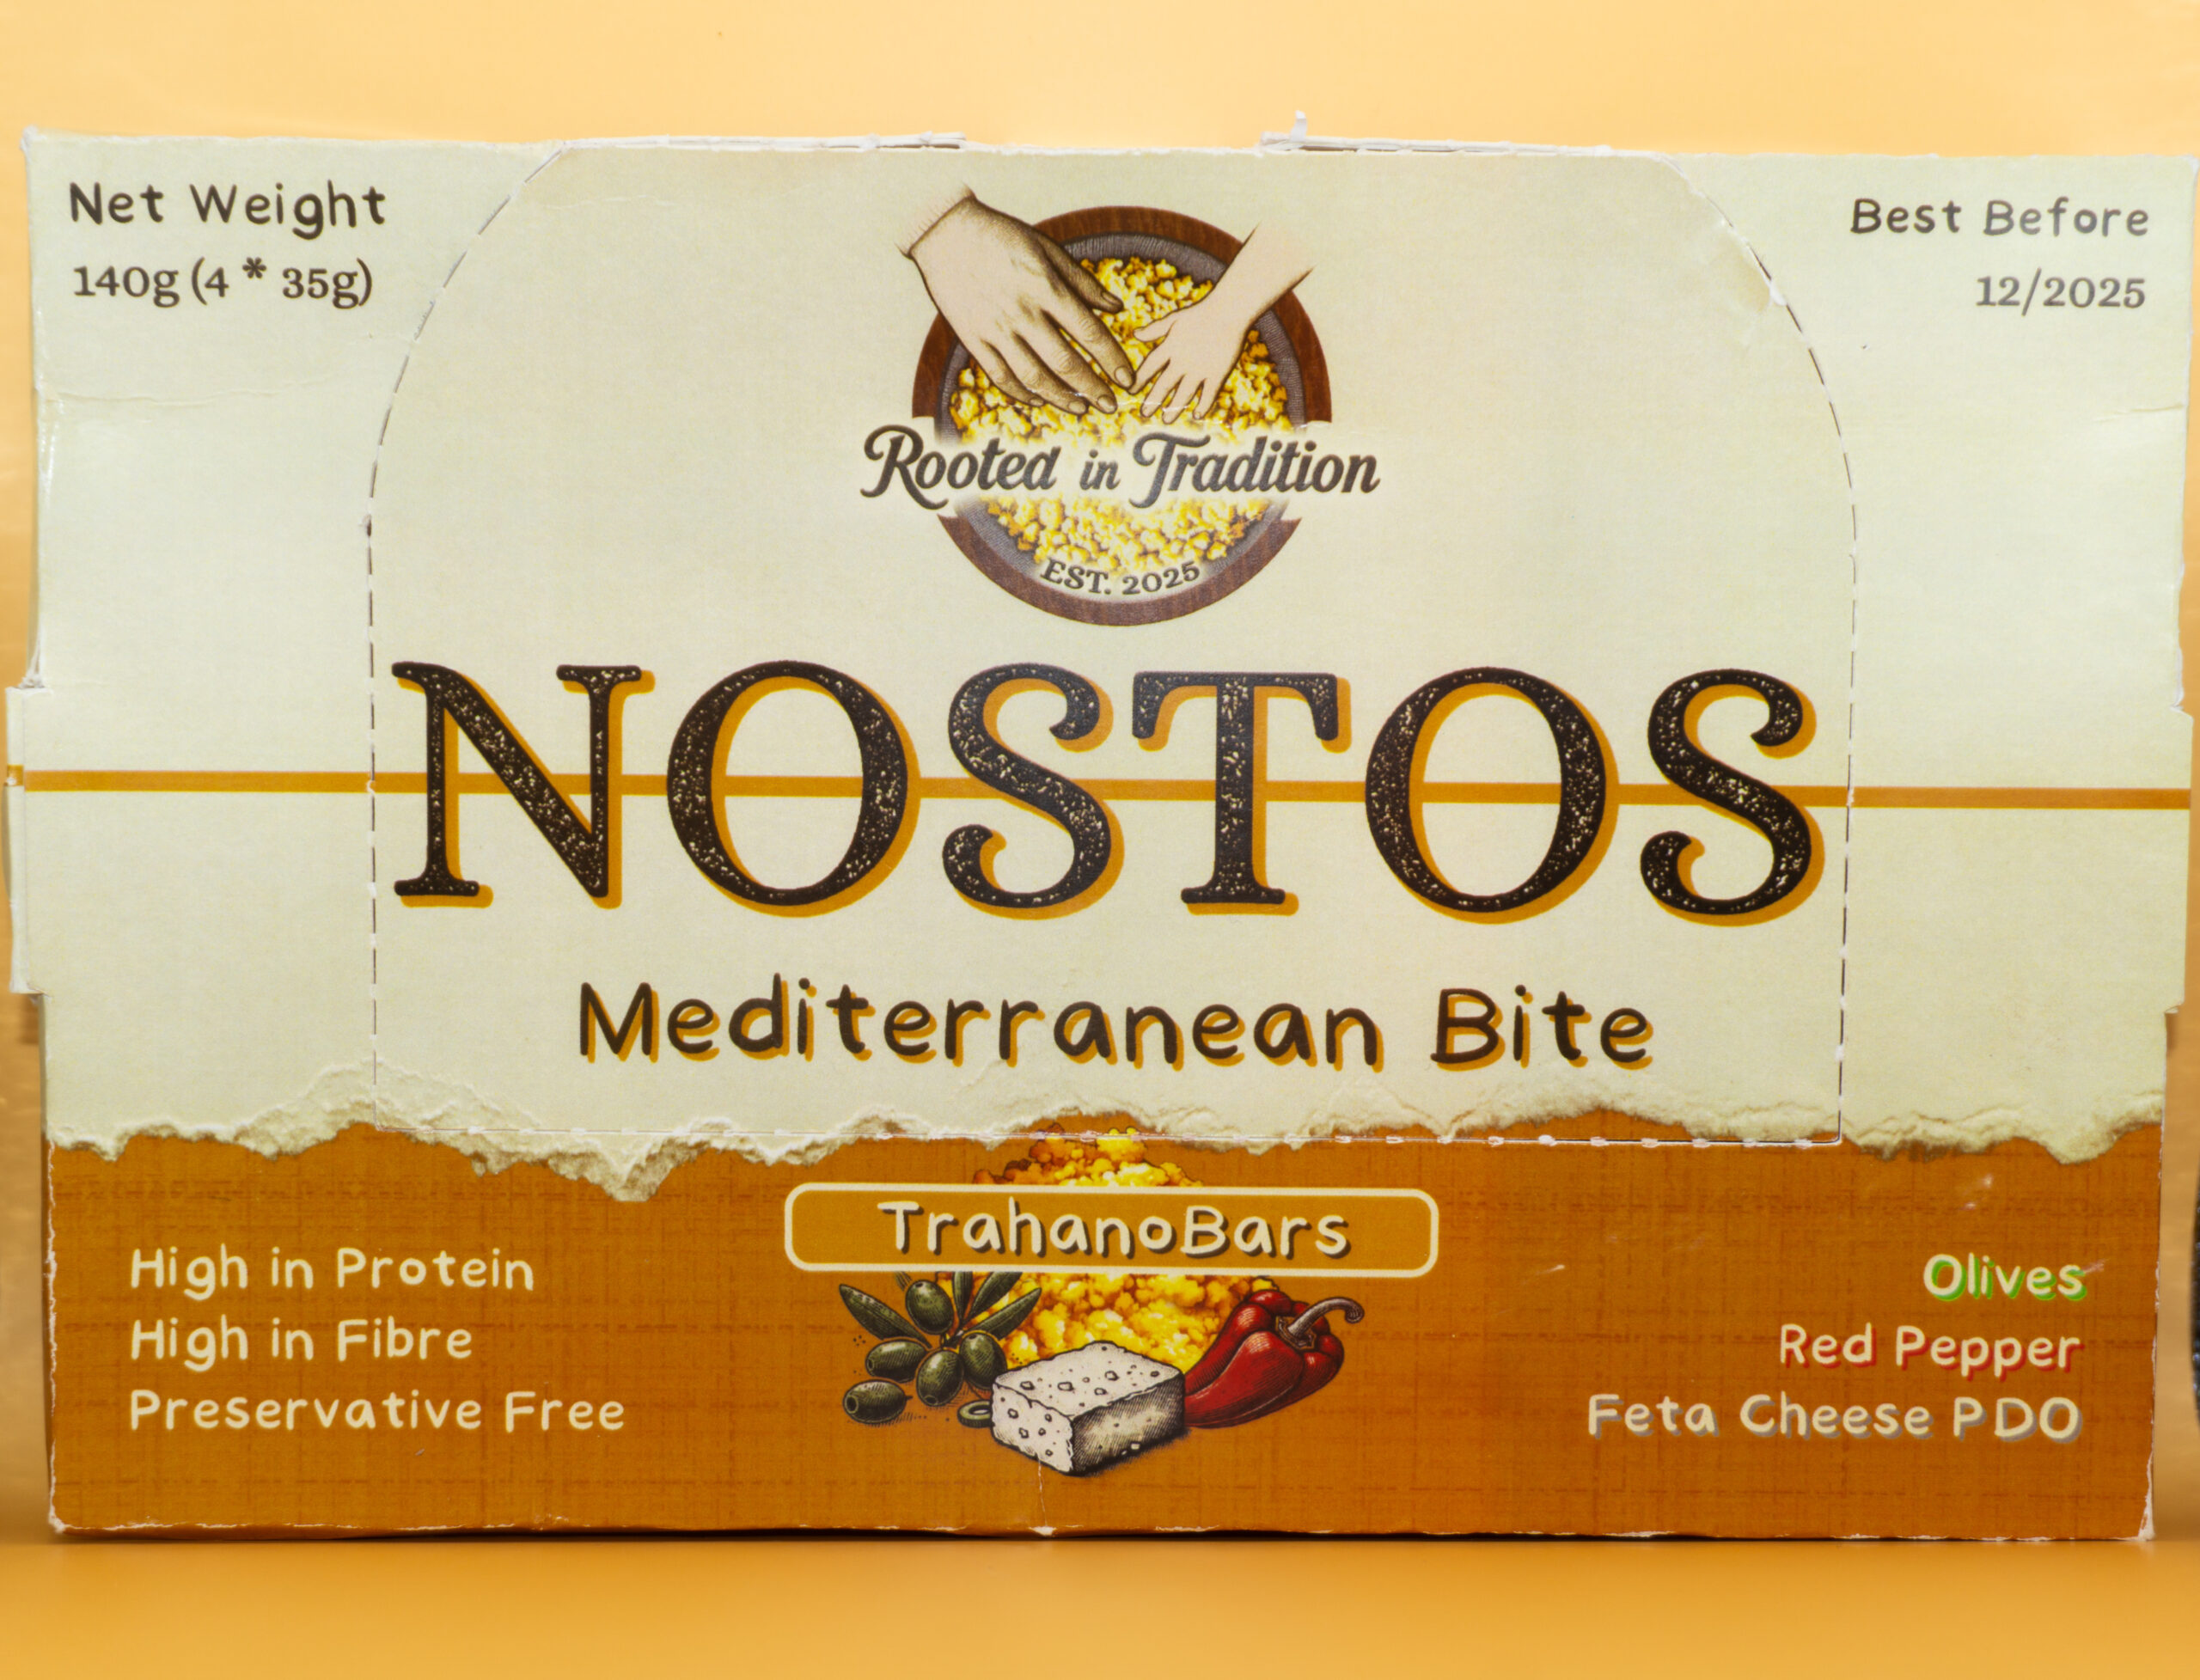 Net Weight
140g (4 * 35g)
Best Before
12/2025
Rooted in Tradition
EST. 2025
NOSTOS
Mediterranean Bite
TrahanoBars
High in Protein
High in Fibre
Preservative Free
Olives
Red Pepper
Feta Cheese PDO